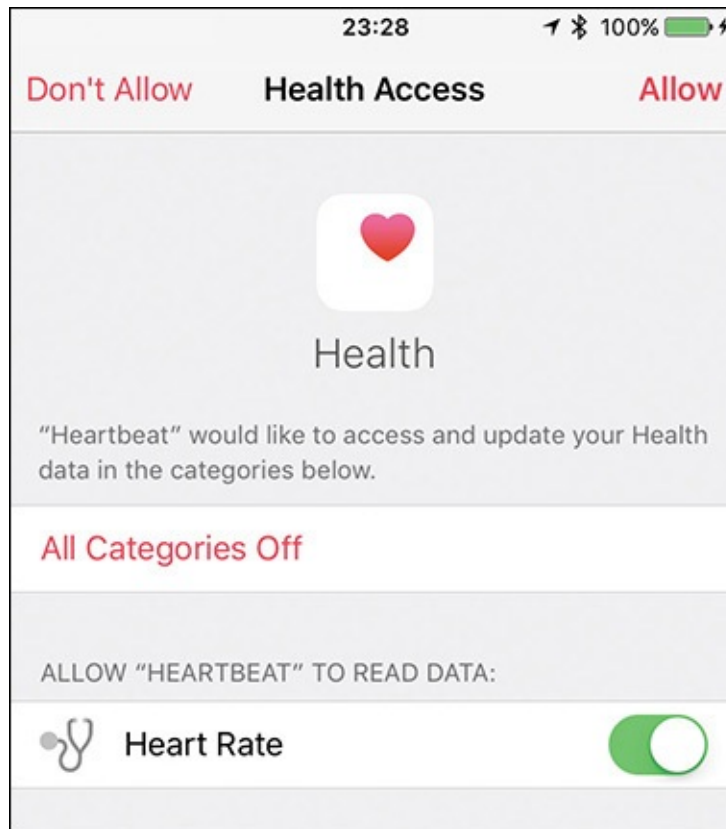 23:28 100%
Don't Allow Health Access Allow
Health
“Heartbeat” would like to access and update your Health
data in the categories below.
All Categories Off
ALLOW “HEARTBEAT” TO READ DATA:
Heart Rate